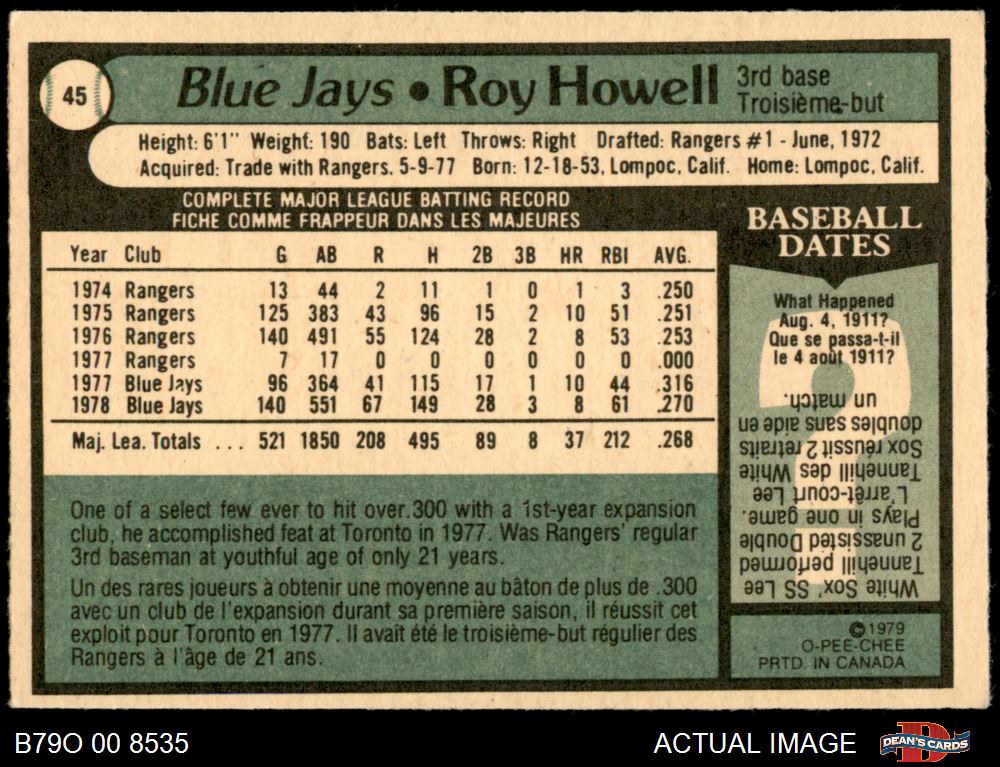 45
Blue Jays • Roy Howell
3rd base
Troisième-but
Height: 6'1" Weight: 190 Bats: Left Throws: Right Drafted: Rangers #1 - June, 1972
Acquired: Trade with Rangers, 5-9-77 Born: 12-18-53, Lompoc, Calif. Home: Lompoc, Calif.
COMPLETE MAJOR LEAGUE BATTING RECORD
FICHE COMME FRAPPEUR DANS LES MAJEURES
Year Club G AB R H 2B 3B HR RBI AVG.
1974 Rangers 13 44 2 11 1 0 1 3 .250
1975 Rangers 125 383 43 96 15 2 10 51 .251
1976 Rangers 140 491 55 124 28 2 8 53 .253
1977 Rangers 7 17 0 0 0 0 0 0 .000
1977 Blue Jays 96 364 41 115 17 1 10 44 .316
1978 Blue Jays 140 551 67 149 28 3 8 61 .270
Maj. Lea. Totals ... 521 1850 208 495 89 8 37 212 .268
One of a select few ever to hit over .300 with a 1st-year expansion
club, he accomplished feat at Toronto in 1977. Was Rangers' regular
3rd baseman at youthful age of only 21 years.
Un des rares joueurs à obtenir une moyenne au bâton de plus de .300
avec un club de l'expansion durant sa première saison, il réussit cet
exploit pour Toronto en 1977. Il avait été le troisième-but régulier des
Rangers à l'âge de 21 ans.
BASEBALL
DATES
What Happened
Aug. 4, 1911?
Que se passa-t-il
le 4 août 1911?
White Sox' SS Lee
Tannehill performed
2 unassisted Double
Plays in one game.
L'arrêt-court Lee
Tannehill des White
Sox réussit 2 retraits
doubles sans aide en
un match.
©1979
O-PEE-CHEE
PRTD. IN CANADA
B79O 00 8535
ACTUAL IMAGE
DEAN'S CARDS